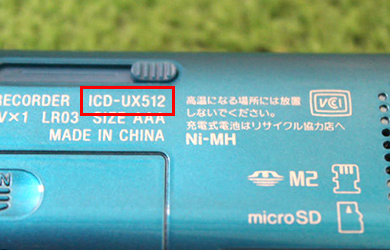 RECORDER ICD-UX512
V×1 LR03 SIZE AAA
MADE IN CHINA
高温になる場所には放置
しないでください。
充電式電池はリサイクル協力店へ
Ni-MH
VCCI
M2
microSD